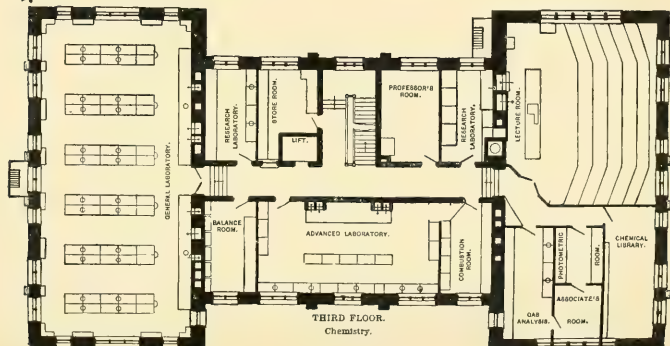 GENERAL LABORATORY.
RESEARCH
LABORATORY.
STORE ROOM.
LIFT.
PROFESSOR'S
ROOM.
RESEARCH
LABORATORY.
LECTURE ROOM.
BALANCE
ROOM.
ADVANCED LABORATORY.
COMBUSTION
ROOM.
GAS
ANALYSIS.
PHOTOMETRIC
ROOM.
ASSOCIATE'S
ROOM.
CHEMICAL
LIBRARY.
THIRD FLOOR.
Chemistry.